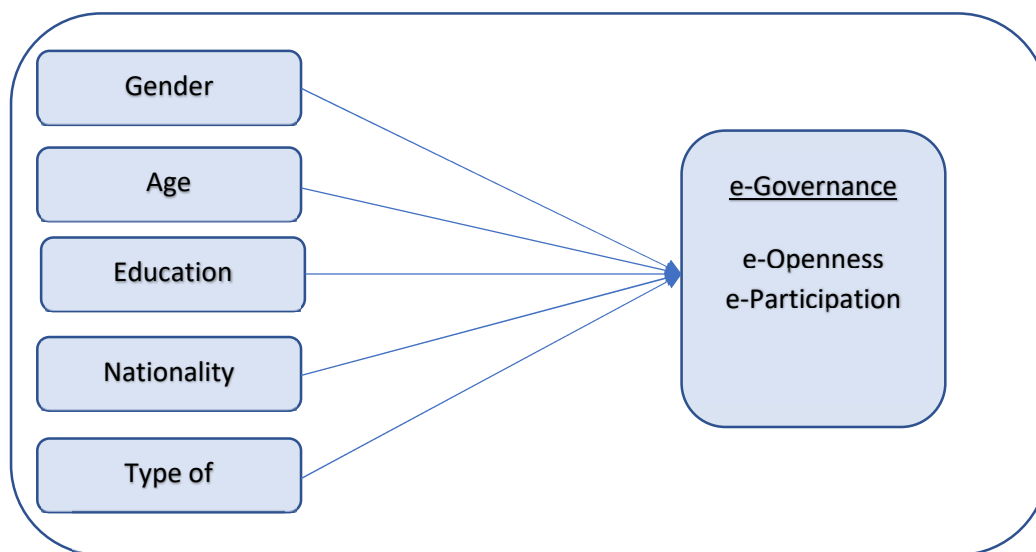 Gender
Age
Education
Nationality
Type of
e-Governance
e-Openness
e-Participation